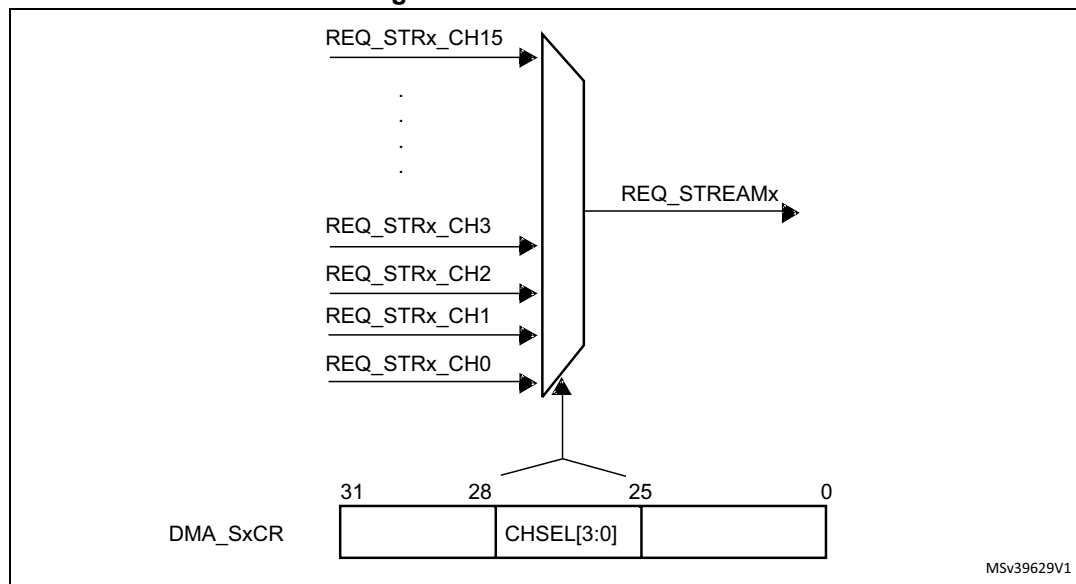 REQ_STRx_CH15
.
.
.
.
REQ_STREAMx
REQ_STRx_CH3
REQ_STRx_CH2
REQ_STRx_CH1
REQ_STRx_CH0
31 28 25 0
DMA_SxCR CHSEL[3:0]
MSv39629V1